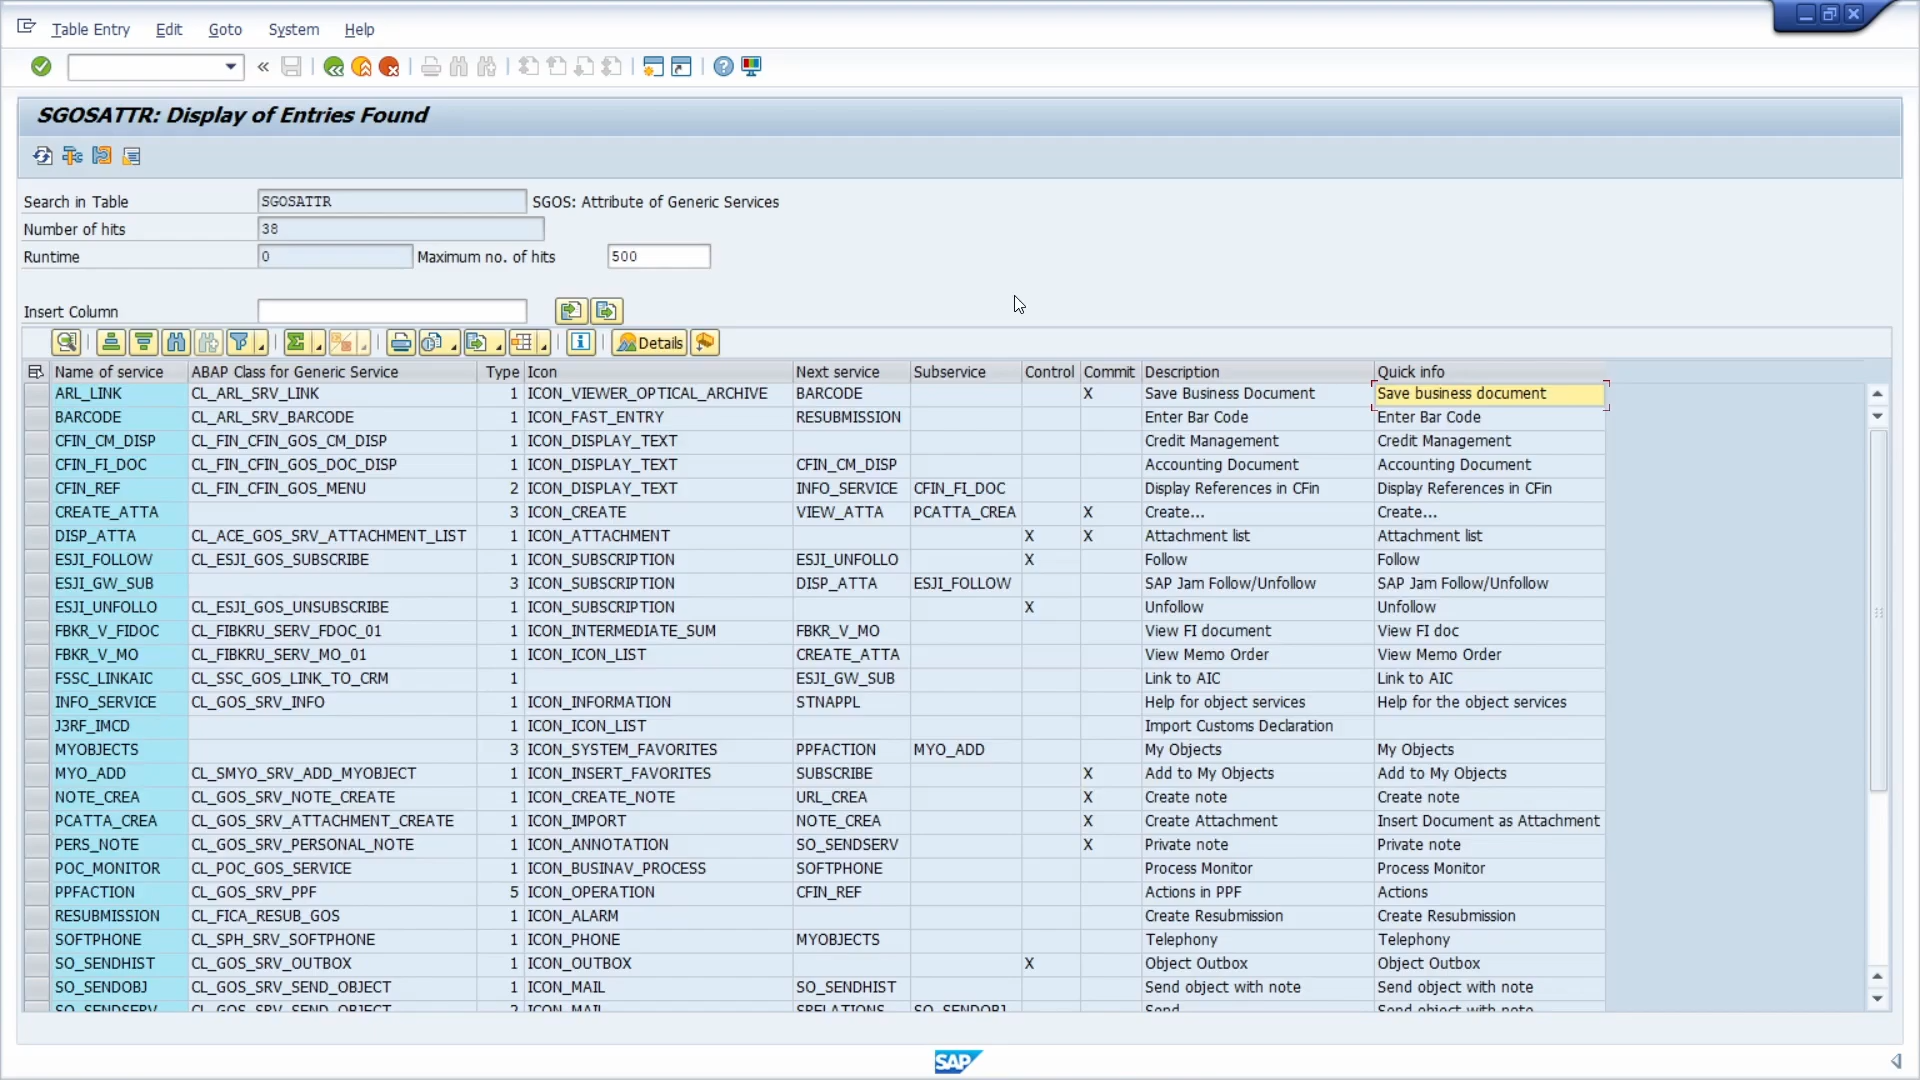 Table Entry Edit Goto System Help
SGOSATTR: Display of Entries Found
Search in Table SGOSATTR SGOS: Attribute of Generic Services
Number of hits 38
Runtime 0 Maximum no. of hits 500
Insert Column
Details
Name of service ABAP Class for Generic Service Type Icon Next service Subservice Control Commit Description Quick info
ARL_LINK CL_ARL_SRV_LINK 1 ICON_VIEWER_OPTICAL_ARCHIVE BARCODE X Save Business Document Save business document
BARCODE CL_ARL_SRV_BARCODE 1 ICON_FAST_ENTRY RESUBMISSION Enter Bar Code Enter Bar Code
CFIN_CM_DISP CL_FIN_CFIN_GOS_CM_DISP 1 ICON_DISPLAY_TEXT Credit Management Credit Management
CFIN_FI_DOC CL_FIN_CFIN_GOS_DOC_DISP 1 ICON_DISPLAY_TEXT CFIN_CM_DISP Accounting Document Accounting Document
CFIN_REF CL_FIN_CFIN_GOS_MENU 2 ICON_DISPLAY_TEXT INFO_SERVICE CFIN_FI_DOC Display References in CFin Display References in CFin
CREATE_ATTA 3 ICON_CREATE VIEW_ATTA PCATTA_CREA X Create... Create...
DISP_ATTA CL_ACE_GOS_SRV_ATTACHMENT_LIST 1 ICON_ATTACHMENT X X Attachment list Attachment list
ESJI_FOLLOW CL_ESJI_GOS_SUBSCRIBE 1 ICON_SUBSCRIPTION ESJI_UNFOLLO X Follow Follow
ESJI_GW_SUB 3 ICON_SUBSCRIPTION DISP_ATTA ESJI_FOLLOW SAP Jam Follow/Unfollow SAP Jam Follow/Unfollow
ESJI_UNFOLLO CL_ESJI_GOS_UNSUBSCRIBE 1 ICON_SUBSCRIPTION X Unfollow Unfollow
FBKR_V_FIDOC CL_FIBKRU_SERV_FDOC_01 1 ICON_INTERMEDIATE_SUM FBKR_V_MO View FI document View FI doc
FBKR_V_MO CL_FIBKRU_SERV_MO_01 1 ICON_ICON_LIST CREATE_ATTA View Memo Order View Memo Order
FSSC_LINKAIC CL_SSC_GOS_LINK_TO_CRM 1 ESJI_GW_SUB Link to AIC Link to AIC
INFO_SERVICE CL_GOS_SRV_INFO 1 ICON_INFORMATION STNAPPL Help for object services Help for the object services
J3RF_IMCD 1 ICON_ICON_LIST Import Customs Declaration
MYOBJECTS 3 ICON_SYSTEM_FAVORITES PPFACTION MYO_ADD My Objects My Objects
MYO_ADD CL_SMYO_SRV_ADD_MYOBJECT 1 ICON_INSERT_FAVORITES SUBSCRIBE X Add to My Objects Add to My Objects
NOTE_CREA CL_GOS_SRV_NOTE_CREATE 1 ICON_CREATE_NOTE URL_CREA X Create note Create note
PCATTA_CREA CL_GOS_SRV_ATTACHMENT_CREATE 1 ICON_IMPORT NOTE_CREA X Create Attachment Insert Document as Attachment
PERS_NOTE CL_GOS_SRV_PERSONAL_NOTE 1 ICON_ANNOTATION SO_SENDSERV X Private note Private note
POC_MONITOR CL_POC_GOS_SERVICE 1 ICON_BUSINAV_PROCESS SOFTPHONE Process Monitor Process Monitor
PPFACTION CL_GOS_SRV_PPF 5 ICON_OPERATION CFIN_REF Actions in PPF Actions
RESUBMISSION CL_FICA_RESUB_GOS 1 ICON_ALARM Create Resubmission Create Resubmission
SOFTPHONE CL_SPH_SRV_SOFTPHONE 1 ICON_PHONE MYOBJECTS Telephony Telephony
SO_SENDHIST CL_GOS_SRV_OUTBOX 1 ICON_OUTBOX X Object Outbox Object Outbox
SO_SENDOBJ CL_GOS_SRV_SEND_OBJECT 1 ICON_MAIL SO_SENDHIST Send object with note Send object with note
SO_SENDSERV CL_GOS_SRV_SEND_OBJECT 2 ICON_MAIL SRELATIONS SO_SENDOBJ Send Send object with note
SAP